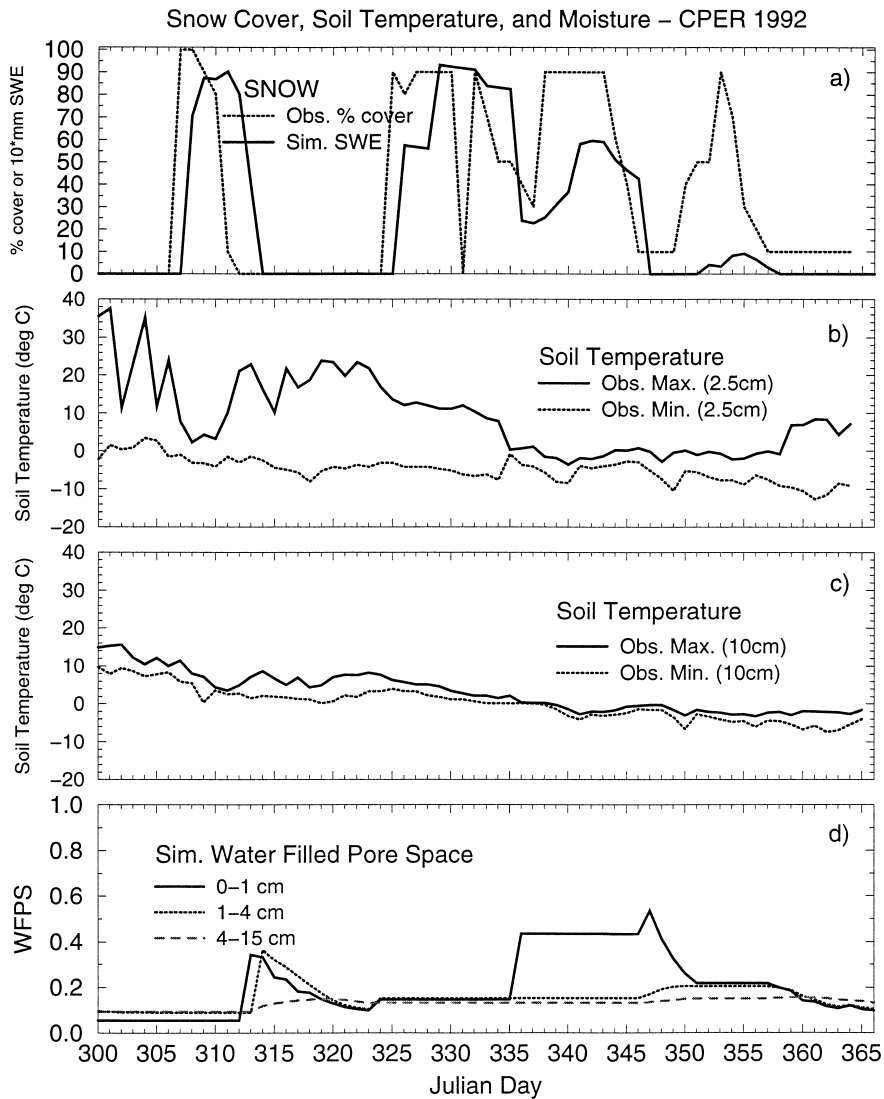 Snow Cover, Soil Temperature, and Moisture – CPER 1992
% cover or 10*mm SWE
100
90
80
70
60
50
40
30
20
10
0
a)
SNOW
Obs. % cover
Sim. SWE
Soil Temperature (deg C)
40
30
20
10
0
−10
−20
b)
Soil Temperature
Obs. Max. (2.5cm)
Obs. Min. (2.5cm)
Soil Temperature (deg C)
40
30
20
10
0
−10
−20
c)
Soil Temperature
Obs. Max. (10cm)
Obs. Min. (10cm)
WFPS
1.0
0.8
0.6
0.4
0.2
0.0
d)
Sim. Water Filled Pore Space
0–1 cm
1–4 cm
4–15 cm
300 305 310 315 320 325 330 335 340 345 350 355 360 365
Julian Day